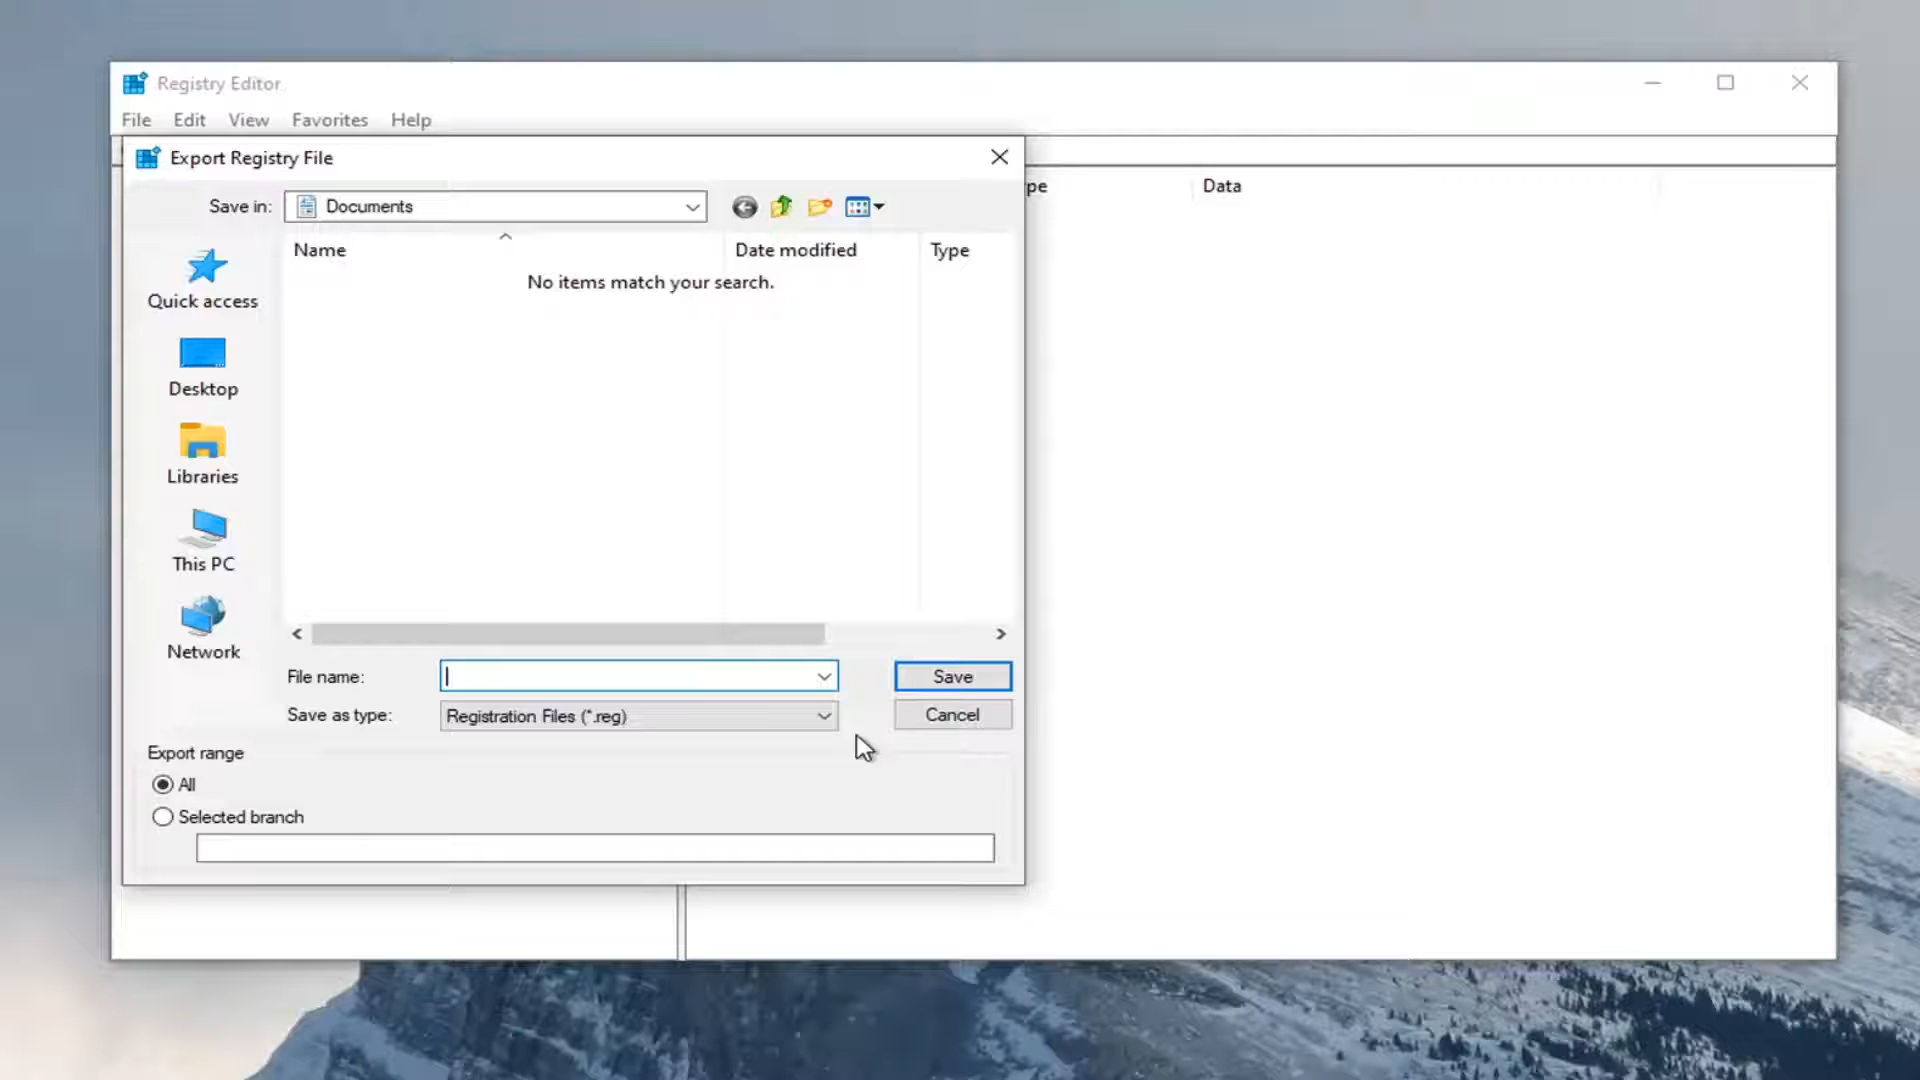 Registry Editor
File Edit View Favorites Help
Export Registry File
Save in: Documents
pe Data
Name Date modified Type
No items match your search.
Quick access
Desktop
Libraries
This PC
Network
File name: Save
Save as type: Registration Files (*.reg) Cancel
Export range
All
Selected branch